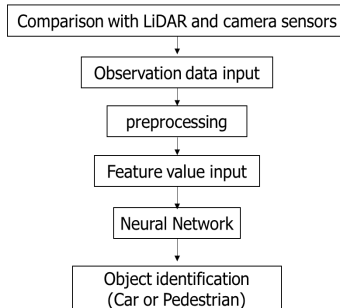 Comparison with LiDAR and camera sensors
Observation data input
preprocessing
Feature value input
Neural Network
Object identification
(Car or Pedestrian)